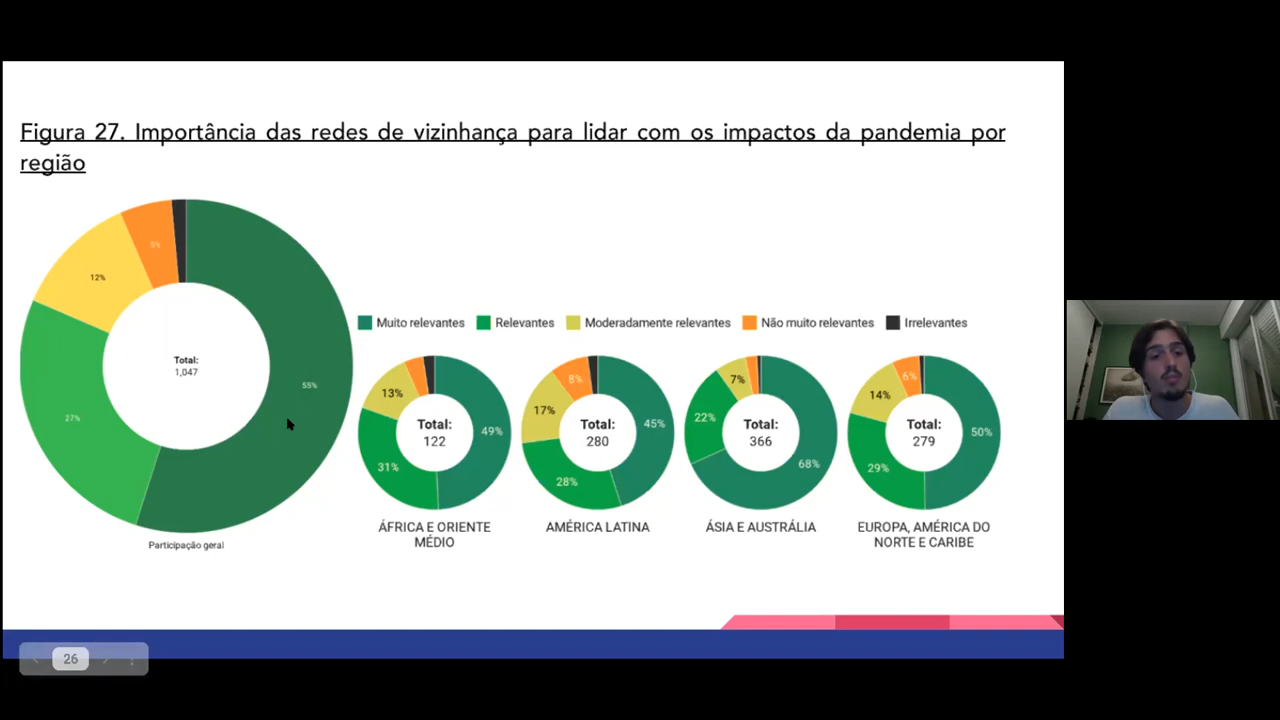 Figura 27. Importância das redes de vizinhança para lidar com os impactos da pandemia por
região
5%
12%
Total:
1,047
55%
27%
Participação geral
Muito relevantes
Relevantes
Moderadamente relevantes
Não muito relevantes
Irrelevantes
13%
Total:
122
49%
31%
ÁFRICA E ORIENTE
MÉDIO
8%
17%
Total:
280
45%
28%
AMÉRICA LATINA
7%
22%
Total:
366
68%
ÁSIA E AUSTRÁLIA
6%
14%
Total:
279
50%
29%
EUROPA, AMÉRICA DO
NORTE E CARIBE
26